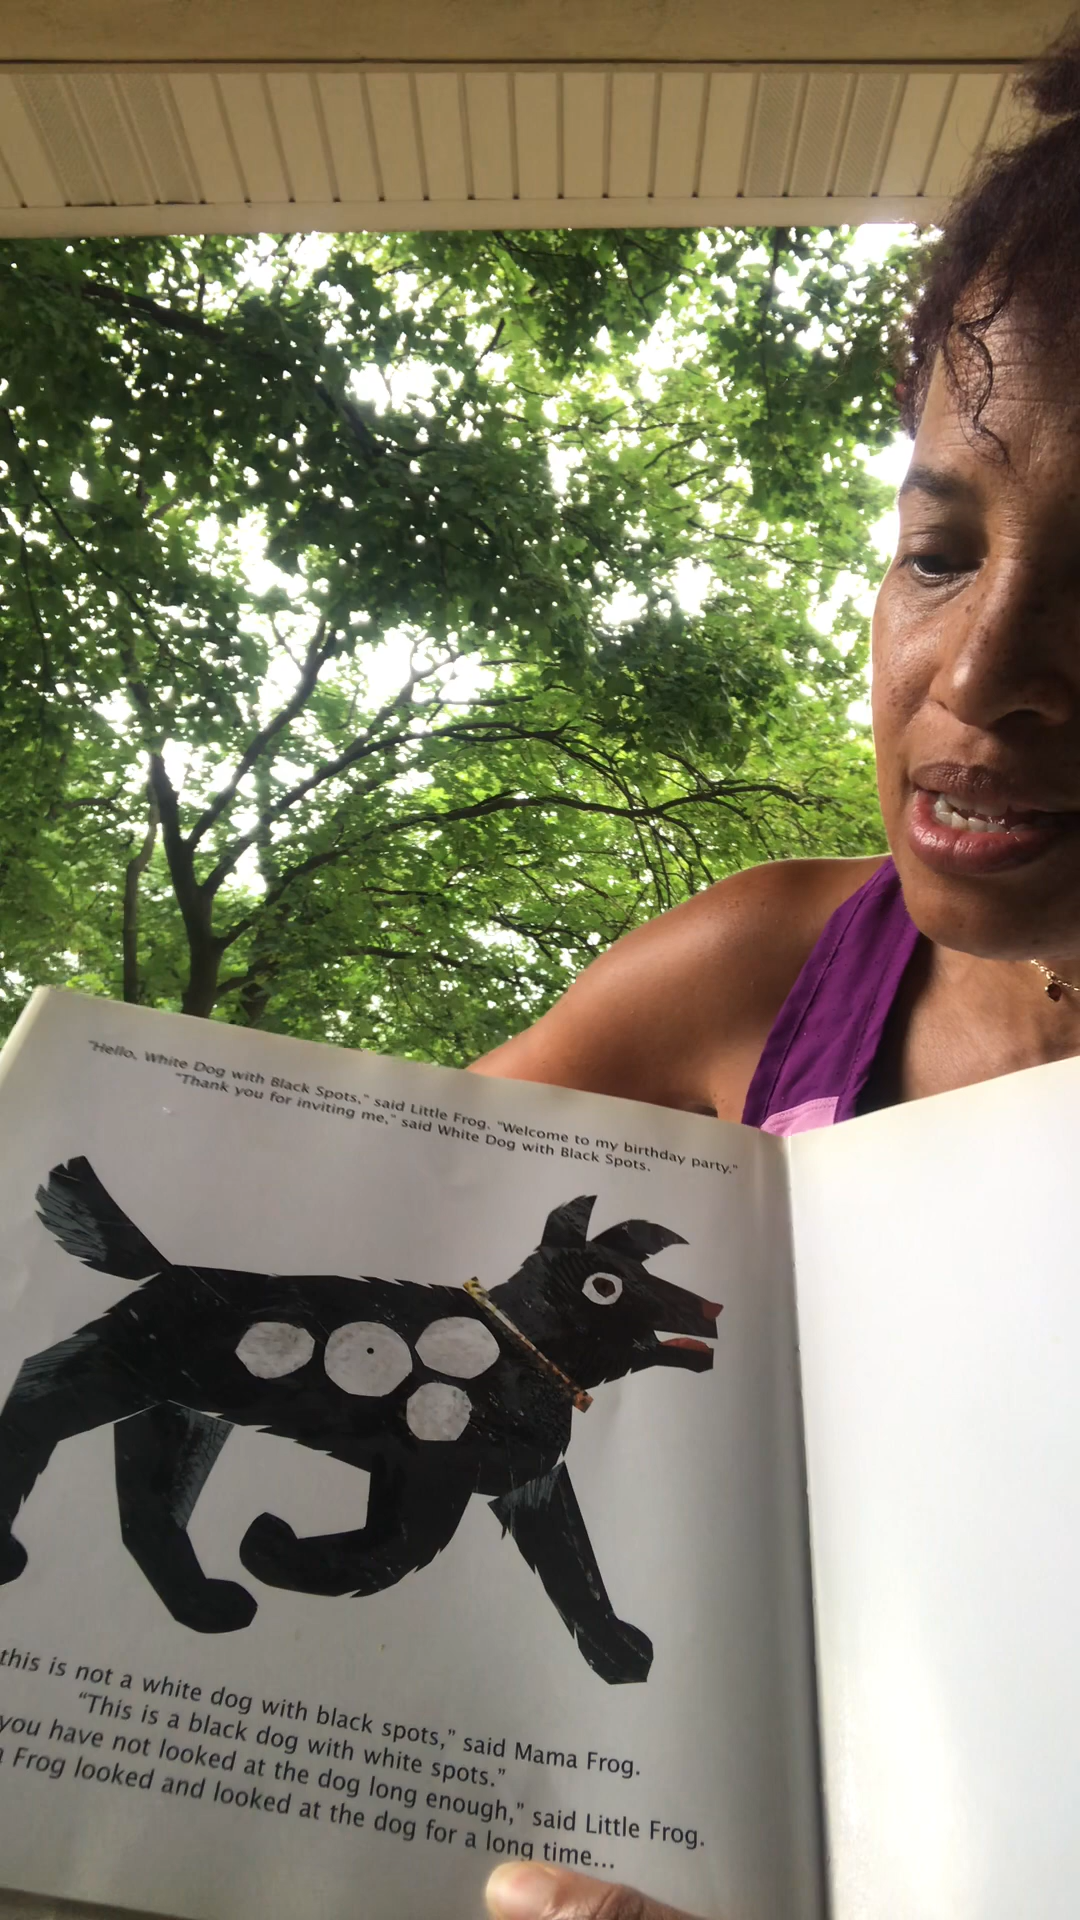 "Hello, White Dog with Black Spots," said Little Frog. "Welcome to my birthday party."
"Thank you for inviting me," said White Dog with Black Spots.
this is not a white dog with black spots," said Mama Frog.
"This is a black dog with white spots."
you have not looked at the dog long enough," said Little Frog.
Frog looked and looked at the dog for a long time...